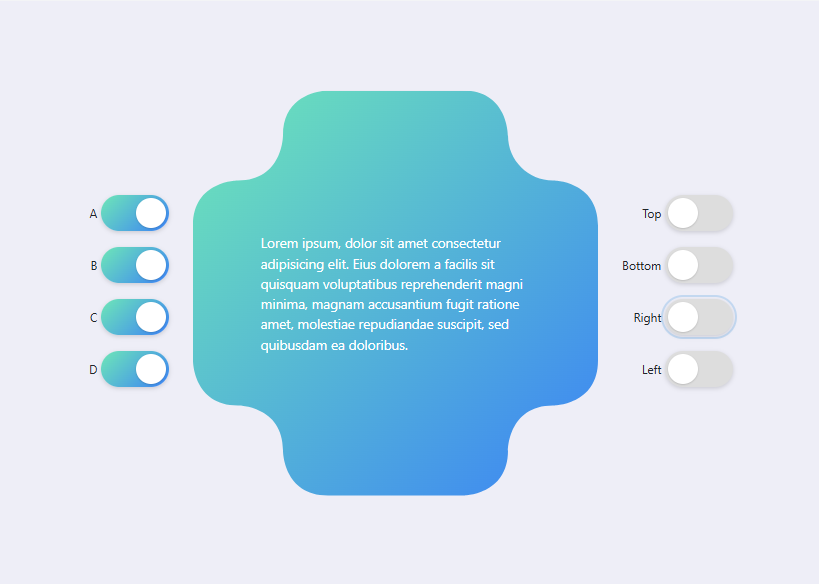 A
B
C
D
Lorem ipsum, dolor sit amet consectetur
adipisicing elit. Eius dolorem a facilis sit
quisquam voluptatibus reprehenderit magni
minima, magnam accusantium fugit ratione
amet, molestiae repudiandae suscipit, sed
quibusdam ea doloribus.
Top
Bottom
Right
Left